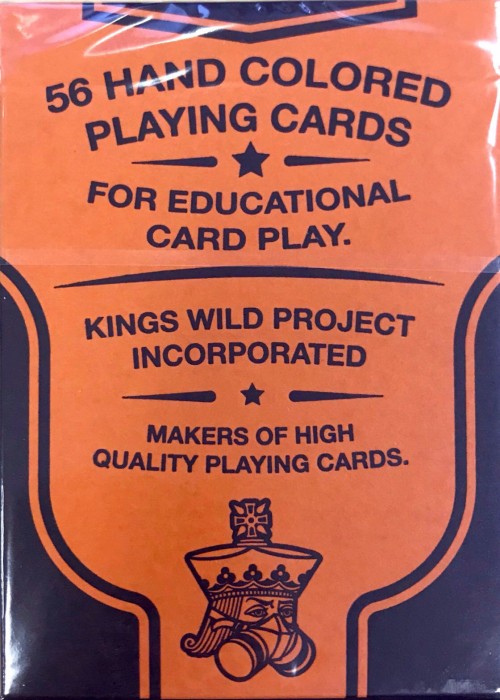 56 HAND COLORED
PLAYING CARDS
FOR EDUCATIONAL
CARD PLAY.
KINGS WILD PROJECT
INCORPORATED
MAKERS OF HIGH
QUALITY PLAYING CARDS.